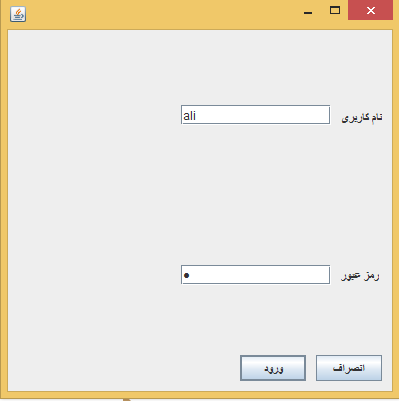 نام کاربری ali
رمز عبور ●
انصراف ورود